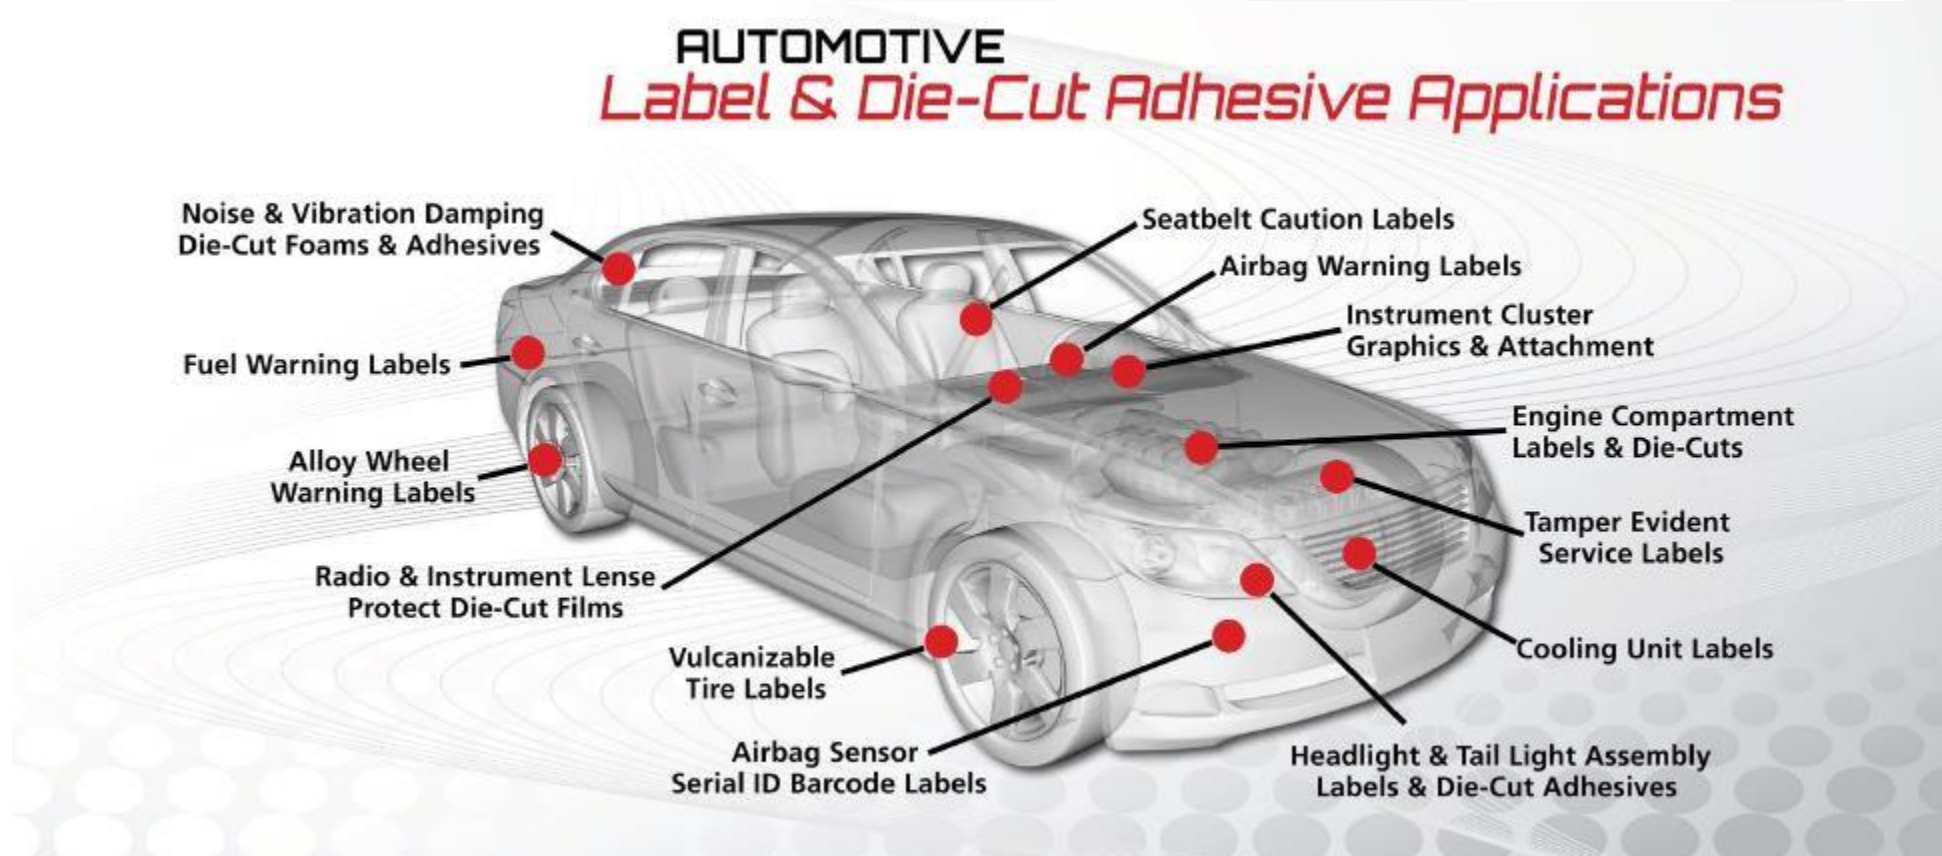 AUTOMOTIVE
Label & Die-Cut Adhesive Applications
Noise & Vibration Damping
Die-Cut Foams & Adhesives
Fuel Warning Labels
Alloy Wheel
Warning Labels
Radio & Instrument Lense
Protect Die-Cut Films
Vulcanizable
Tire Labels
Airbag Sensor
Serial ID Barcode Labels
Seatbelt Caution Labels
Airbag Warning Labels
Instrument Cluster
Graphics & Attachment
Engine Compartment
Labels & Die-Cuts
Tamper Evident
Service Labels
Cooling Unit Labels
Headlight & Tail Light Assembly
Labels & Die-Cut Adhesives